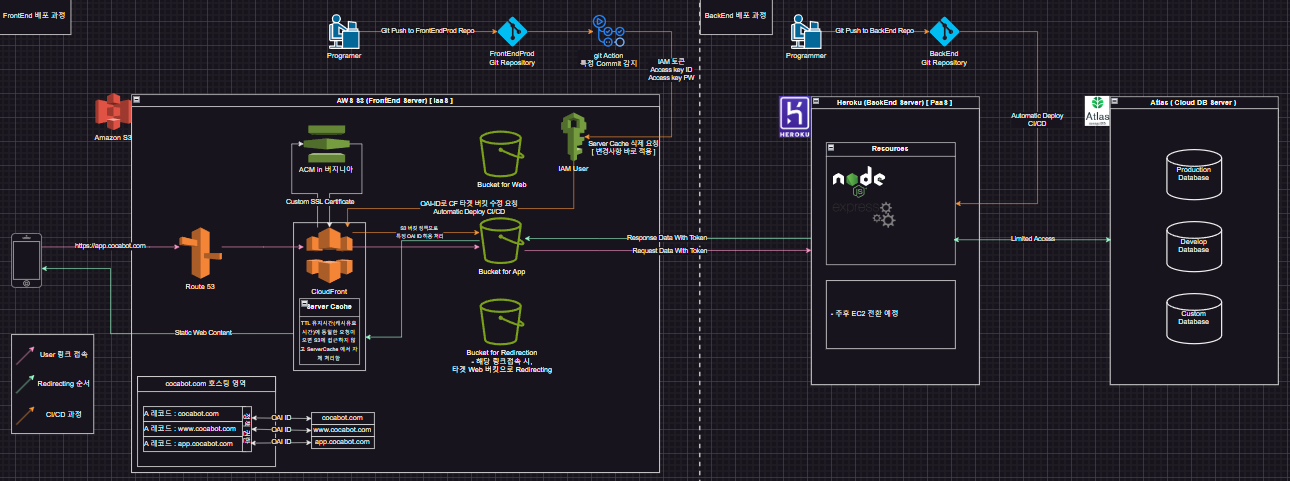 FrontEnd 배포 과정
Programer
Git Push to FrontEndProd Repo
FrontEndProd
Git Repository
git Action
특정 Commit 감지
IAM 토큰
Access key ID
Access key PW
BackEnd 배포 과정
Programmer
Git Push to BackEnd Repo
BackEnd
Git Repository
Automatic Deploy
CI/CD
Amazon S3
AWS S3 (FrontEnd Server) [ IaaS ]
ACM in 버지니아
Custom SSL Certificate
Bucket for Web
IAM User
Server Cache 삭제 요청
[ 변경사항 바로 적용 ]
OAI-ID로 CF 타겟 버킷 수정 요청
Automatic Deploy CI/CD
S3 버킷 정책으로
특정 OAI ID 허용 처리
https://app.cocabot.com
Route 53
CloudFront
Bucket for App
Response Data With Token
Request Data With Token
Server Cache
TTL 유지시간(캐시유효
시간)에 동일한 요청이
오면 S3에 접근하지 않
고 ServerCache 에서 자
체 처리함
Static Web Content
Bucket for Redirection
- 해당 링크접속 시,
타겟 Web 버킷으로 Redirecting
User 링크 접속
Redirecting 순서
CI/CD 과정
cocabot.com 호스팅 영역
A 레코드 : cocabot.com
A 레코드 : www.cocabot.com
A 레코드 : app.cocabot.com
OAI ID
OAI ID
OAI ID
cocabot.com
www.cocabot.com
app.cocabot.com
HEROKU
Heroku (BackEnd Server) [ PaaS ]
Resources
node
JS
express
- 추후 EC2 전환 예정
Limited Access
Atlas
Atlas ( Cloud DB Server )
Production
Database
Develop
Database
Custom
Database